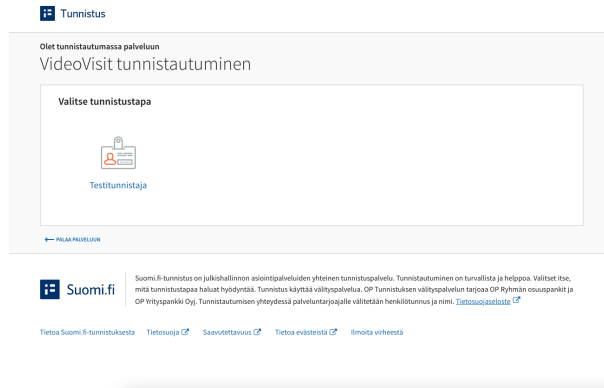 Tunnistus
Olet tunnistautumassa palveluun
VideoVisit tunnistautuminen
Valitse tunnistustapa
Testitunnistaja
PALAA PALVELUUN
Suomi.fi
Suomi.fi-tunnistus on julkishallinnon asiointipalveluiden yhteinen tunnistuspalvelu. Tunnistautuminen on turvallista ja helppoa. Valitset itse,
mitä tunnistustapaa haluat hyödyntää. Tunnistus käyttää välityspalvelua. OP Tunnistuksen välityspalvelun tarjoaa OP Ryhmän osuuspankit ja
OP Yrityspankki Oyj. Tunnistautumisen yhteydessä palveluntarjoajalle välitetään henkilötunnus ja nimi. Tietosuojaseloste
Tietoa Suomi.fi-tunnistuksesta Tietosuoja Saavutettavuus Tietoa evästeistä Ilmoita virheestä